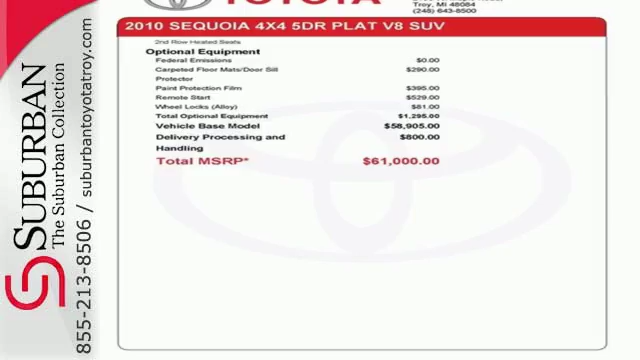 TOYOTA
Troy, MI 48084
(248) 643-8500
2010 SEQUOIA 4X4 5DR PLAT V8 SUV
2nd Row Heated Seats
Optional Equipment
Federal Emissions $0.00
Carpeted Floor Mats/Door Sill $290.00
Protector
Paint Protection Film $395.00
Remote Start $529.00
Wheel Locks (Alloy) $81.00
Total Optional Equipment $1,295.00
Vehicle Base Model $58,905.00
Delivery Processing and $800.00
Handling
Total MSRP* $61,000.00
SUBURBAN
The Suburban Collection
855-213-8506 / suburbantoyotatroy.com